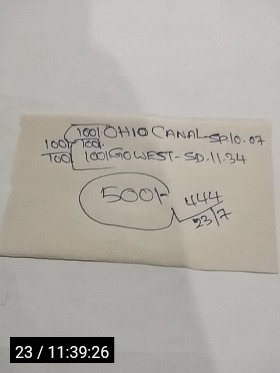 100/ OHIO CANAL - SP.10.07
100/ 100/
100/ 100/ GO WEST - SD.11.34
500/-
444
23/7
23 / 11:39:26